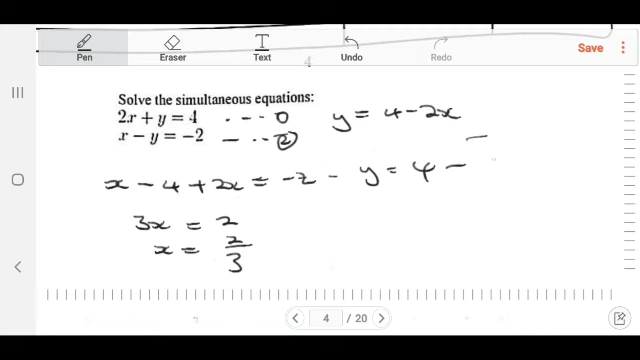 Pen
Eraser
Text
Undo
Redo
Save
4
Solve the simultaneous equations:
2x + y = 4 . - - ①
y = 4 - 2x
x - y = -2 - . . - ②
x - 4 + 2x = -2 -
y = 4 -
3x = 2
x = 2/3
4 / 20